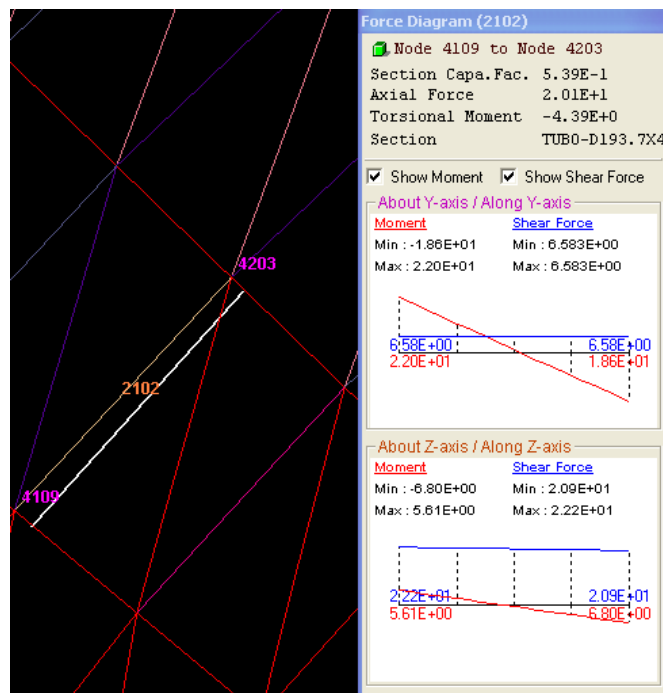 4203
2102
4109
Force Diagram (2102)
Node 4109 to Node 4203
Section Capa.Fac. 5.39E-1
Axial Force 2.01E+1
Torsional Moment -4.39E+0
Section TUBO-D193.7X4
Show Moment Show Shear Force
About Y-axis / Along Y-axis
Moment Shear Force
Min : -1.86E+01 Min : 6.583E+00
Max : 2.20E+01 Max : 6.583E+00
6.58E+00 6.58E+00
2.20E+01 1.86E+01
About Z-axis / Along Z-axis
Moment Shear Force
Min : -6.80E+00 Min : 2.09E+01
Max : 5.61E+00 Max : 2.22E+01
2.22E+01 2.09E+01
5.61E+00 6.80E+00